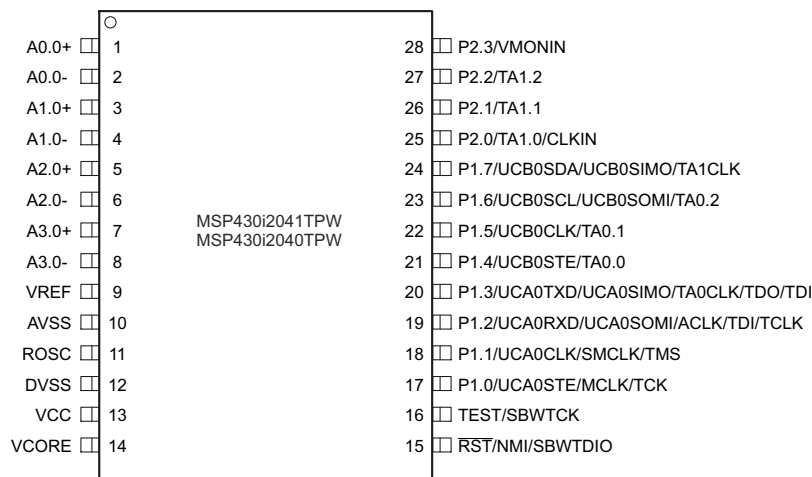 A0.0+ 1 28 P2.3/VMONIN
A0.0- 2 27 P2.2/TA1.2
A1.0+ 3 26 P2.1/TA1.1
A1.0- 4 25 P2.0/TA1.0/CLKIN
A2.0+ 5 24 P1.7/UCB0SDA/UCB0SIMO/TA1CLK
A2.0- 6 23 P1.6/UCB0SCL/UCB0SOMI/TA0.2
MSP430i2041TPW
A3.0+ 7 22 P1.5/UCB0CLK/TA0.1
MSP430i2040TPW
A3.0- 8 21 P1.4/UCB0STE/TA0.0
VREF 9 20 P1.3/UCA0TXD/UCA0SIMO/TA0CLK/TDO/TDI
AVSS 10 19 P1.2/UCA0RXD/UCA0SOMI/ACLK/TDI/TCLK
ROSC 11 18 P1.1/UCA0CLK/SMCLK/TMS
DVSS 12 17 P1.0/UCA0STE/MCLK/TCK
VCC 13 16 TEST/SBWTCK
VCORE 14 15 RST/NMI/SBWTDIO